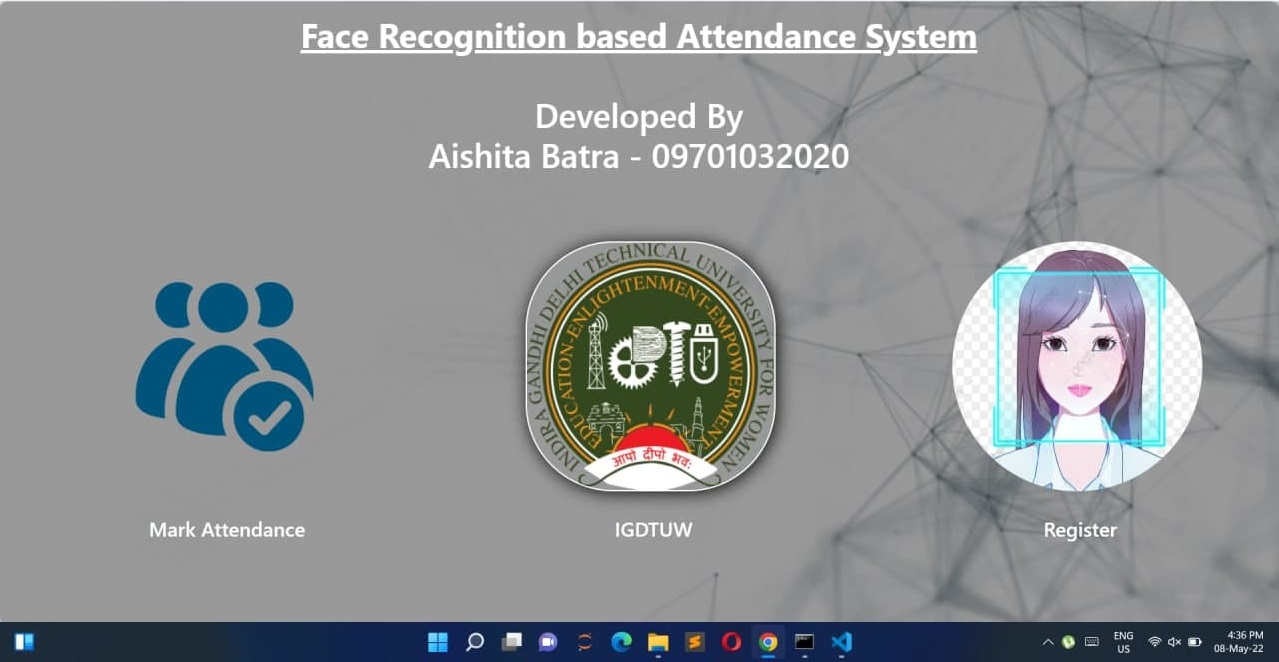 Face Recognition based Attendance System
Developed By
Aishita Batra - 09701032020
INDIRA GANDHI DELHI TECHNICAL UNIVERSITY FOR WOMEN
EDUCATION-ENLIGHTENMENT-EMPOWERMENT
आपो दीपो भवः
Mark Attendance
IGDTUW
Register
ENG
US
4:36 PM
08-May-22